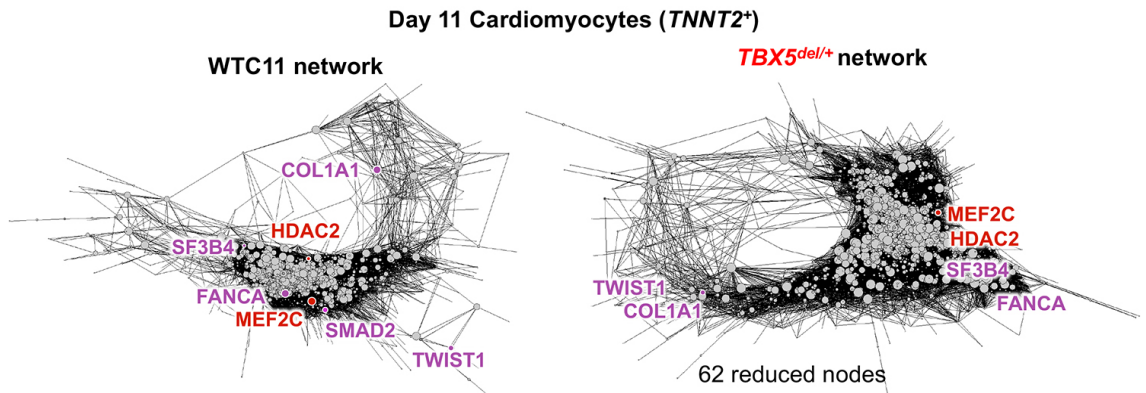 Day 11 Cardiomyocytes (TNNT2+)
WTC11 network
TBX5del/+ network
COL1A1
HDAC2
SF3B4
FANCA
MEF2C
SMAD2
TWIST1
MEF2C
HDAC2
SF3B4
FANCA
TWIST1
COL1A1
62 reduced nodes